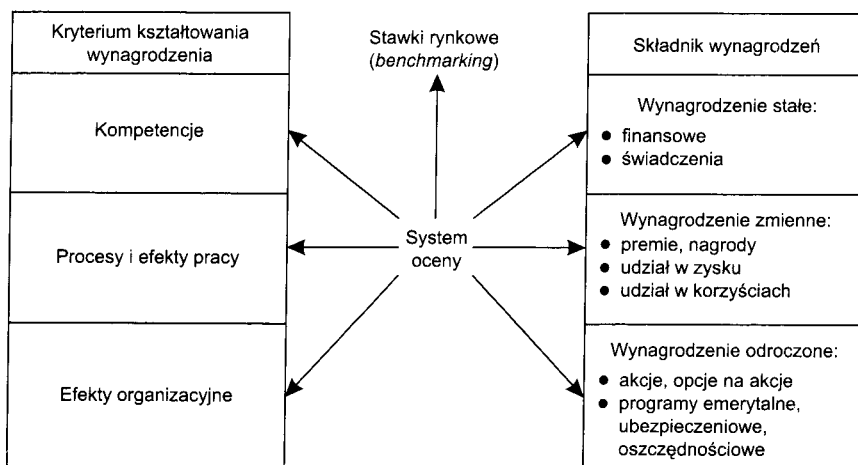 Kryterium kształtowania
wynagrodzenia
Kompetencje
Procesy i efekty pracy
Efekty organizacyjne
Stawki rynkowe
(benchmarking)
System
oceny
Składnik wynagrodzeń
Wynagrodzenie stałe:
● finansowe
● świadczenia
Wynagrodzenie zmienne:
● premie, nagrody
● udział w zysku
● udział w korzyściach
Wynagrodzenie odroczone:
● akcje, opcje na akcje
● programy emerytalne,
ubezpieczeniowe,
oszczędnościowe